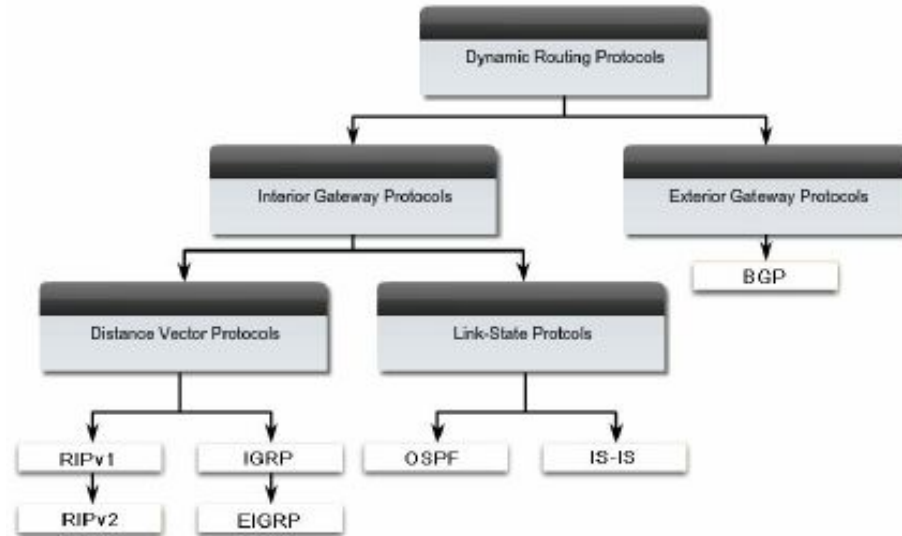 Dynamic Routing Protocols
Interior Gateway Protocols
Exterior Gateway Protocols
BGP
Distance Vector Protocols
Link-State Protcols
RIPv1
IGRP
OSPF
IS-IS
RIPv2
EIGRP